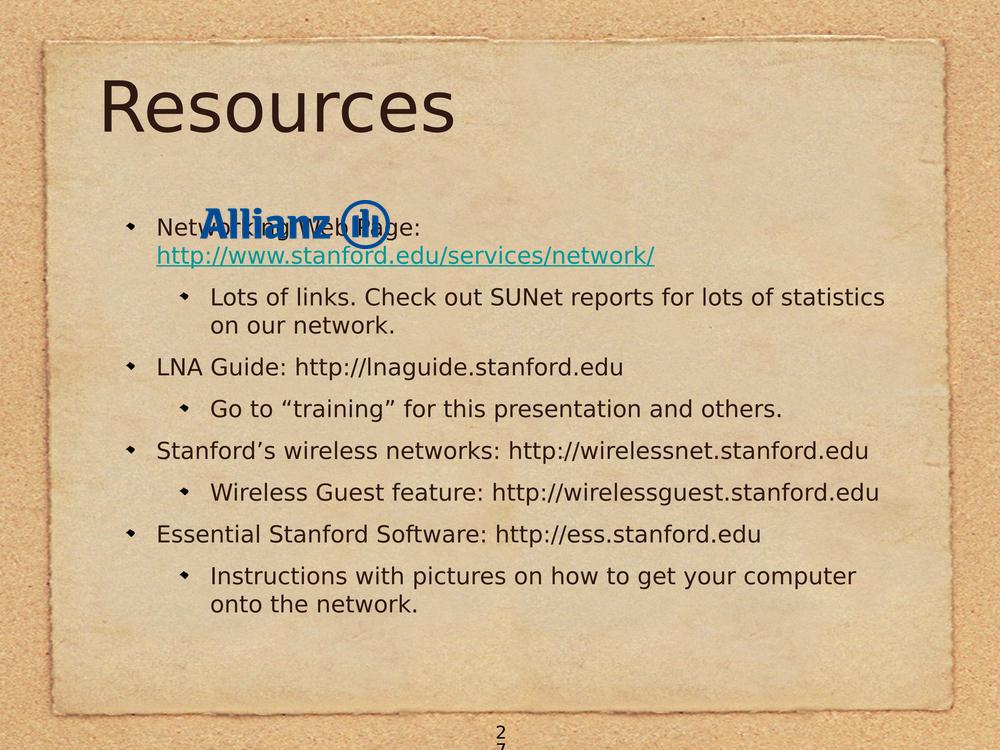 Resources
Allianz
Networking Web Page:
http://www.stanford.edu/services/network/
Lots of links. Check out SUNet reports for lots of statistics
on our network.
LNA Guide: http://lnaguide.stanford.edu
Go to “training” for this presentation and others.
Stanford’s wireless networks: http://wirelessnet.stanford.edu
Wireless Guest feature: http://wirelessguest.stanford.edu
Essential Stanford Software: http://ess.stanford.edu
Instructions with pictures on how to get your computer
onto the network.
2
7